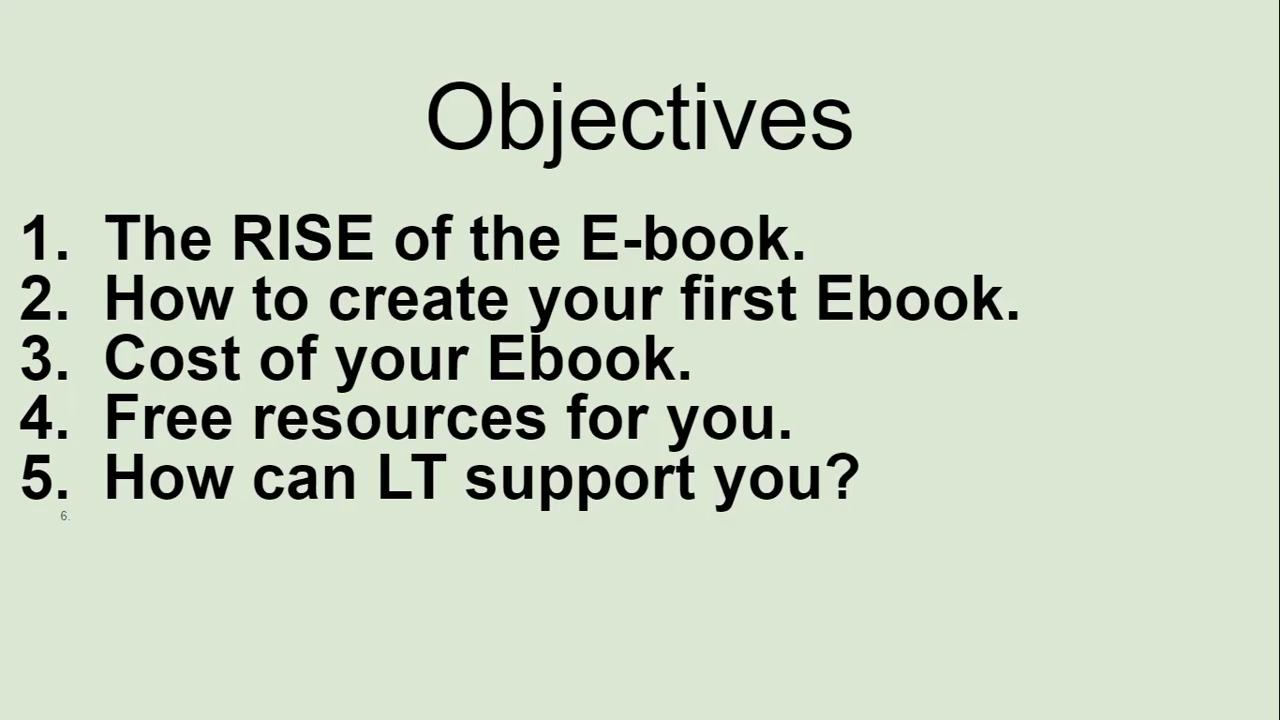 Objectives
1. The RISE of the E-book.
2. How to create your first Ebook.
3. Cost of your Ebook.
4. Free resources for you.
5. How can LT support you?
6.